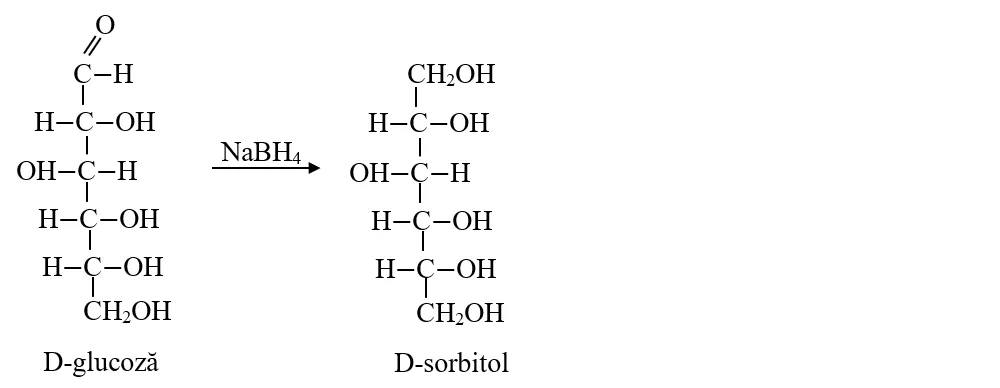 O
C–H
H–C–OH
OH–C–H
H–C–OH
H–C–OH
CH₂OH
D-glucoză
NaBH₄
CH₂OH
H–C–OH
OH–C–H
H–C–OH
H–C–OH
CH₂OH
D-sorbitol